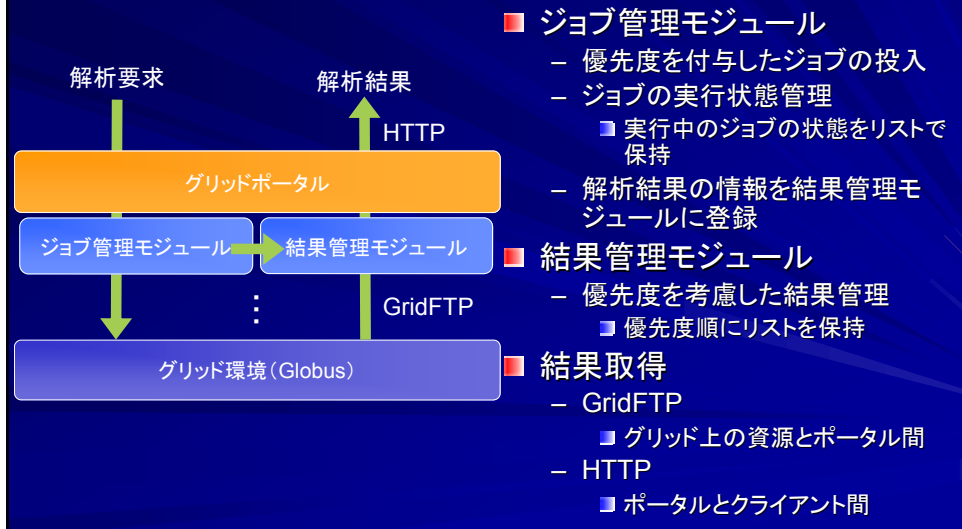 解析要求
解析結果
HTTP
グリッドポータル
ジョブ管理モジュール
結果管理モジュール
⋮
GridFTP
グリッド環境(Globus)
ジョブ管理モジュール
– 優先度を付与したジョブの投入
– ジョブの実行状態管理
実行中のジョブの状態をリストで
保持
– 解析結果の情報を結果管理モ
ジュールに登録
結果管理モジュール
– 優先度を考慮した結果管理
優先度順にリストを保持
結果取得
– GridFTP
グリッド上の資源とポータル間
– HTTP
ポータルとクライアント間